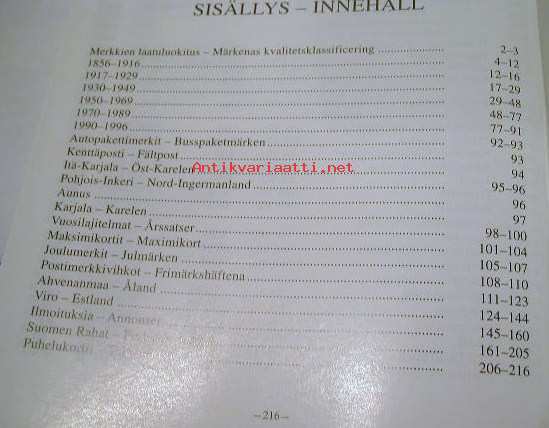 SISÄLLYS – INNEHÅLL
Merkkien laatuluokitus – Märkenas kvalitetsklassificering 2–3
1856–1916 4–12
1917–1929 12–16
1930–1949 17–29
1950–1969 29–48
1970–1989 48–77
1990–1996 77–91
Autopakettimerkit – Busspaketmärken 92–93
Kenttäposti – Fältpost 93
Itä-Karjala – Öst-Karelen 94
Antikvariaatti.net
Pohjois-Inkeri – Nord-Ingermanland 95–96
Aunus 96
Karjala – Karelen 97
Vuosilajitelmat – Årssatser 98–100
Maksimikortit – Maximikort 101–104
Joulumerkit – Julmärken 105–107
Postimerkkivihkot – Frimärkshäftena 108–110
Ahvenanmaa – Åland 111–123
Viro – Estland 124–144
Ilmoituksia – Annonser 145–160
Suomen Rahat – 161–205
Puhelukortit 206–216
–216–